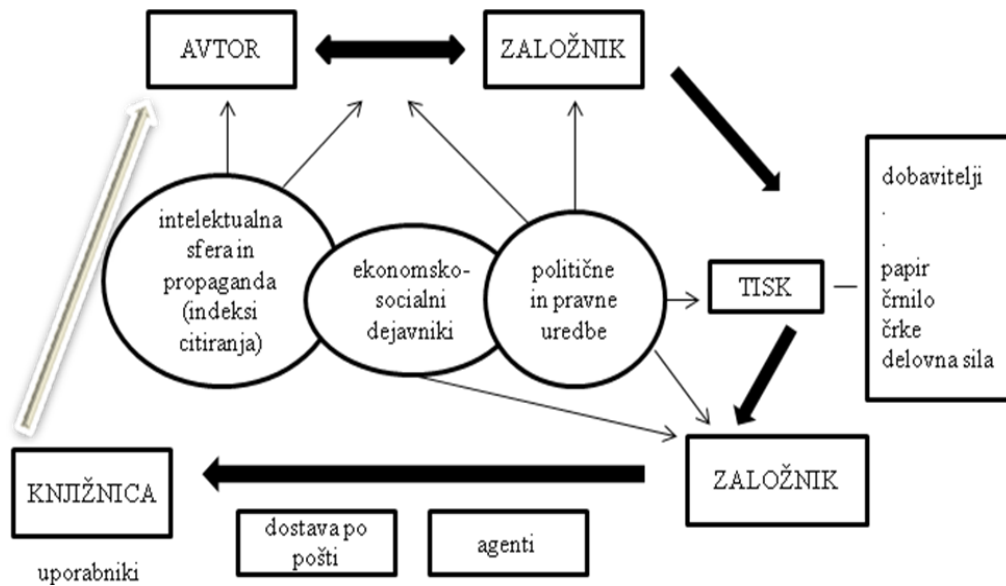 AVTOR
ZALOŽNIK
intelektualna
sfera in
propaganda
(indeksi
citiranja)
ekonomsko-
socialni
dejavniki
politične
in pravne
uredbe
TISK
dobavitelji
.
.
papir
črnilo
črke
delovna sila
ZALOŽNIK
KNJIŽNICA
uporabniki
dostava po
pošti
agenti